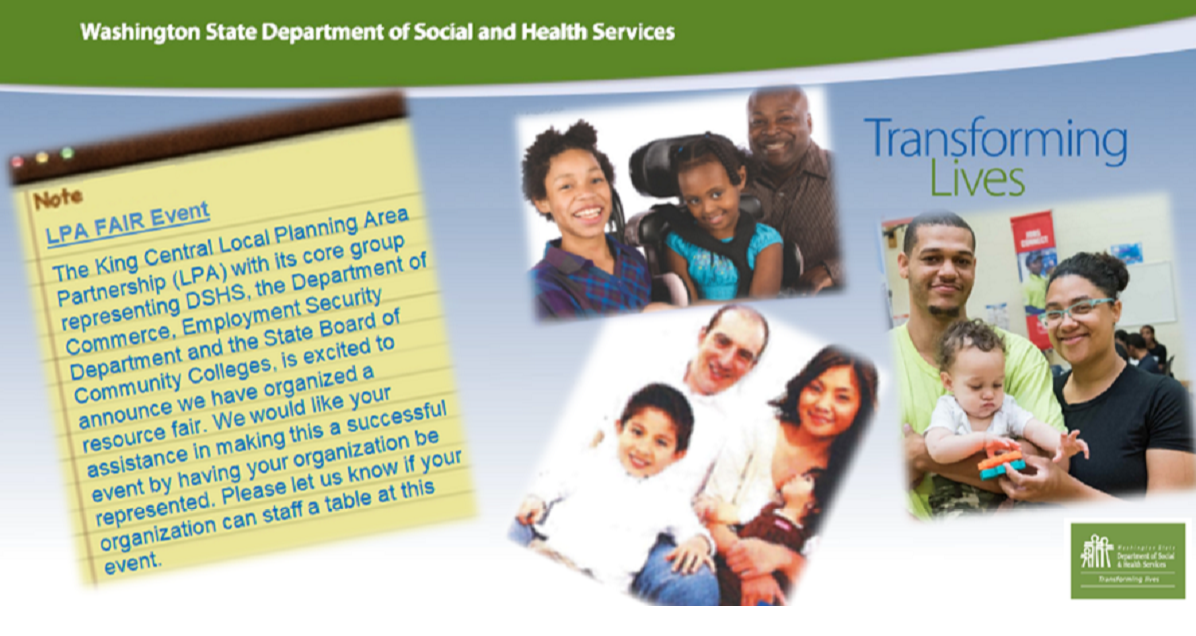 Washington State Department of Social and Health Services
Note
LPA FAIR Event
The King Central Local Planning Area
Partnership (LPA) with its core group
representing DSHS, the Department of
Commerce, Employment Security
Department and the State Board of
Community Colleges, is excited to
announce we have organized a
resource fair. We would like your
assistance in making this a successful
event by having your organization be
represented. Please let us know if your
organization can staff a table at this
event.
Transforming
Lives
CONNECT
Washington State
Department of Social
& Health Services
Transforming lives